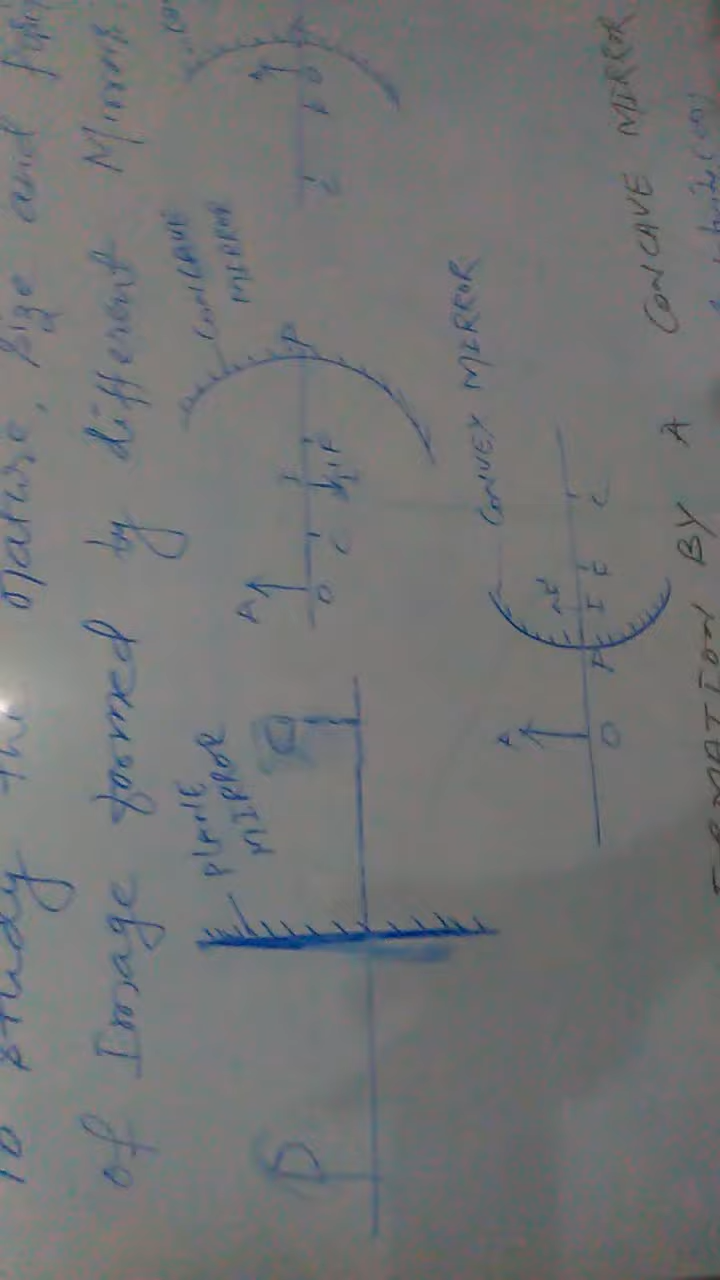 To study the nature, size and
of Image formed by different Mirrors
PLANE
MIRROR
CONCAVE
MIRROR
A
O
C
I
F
P
C
F
O
P
CONVEX MIRROR
A
O
P
I
F
C
BY A CONCAVE MIRROR